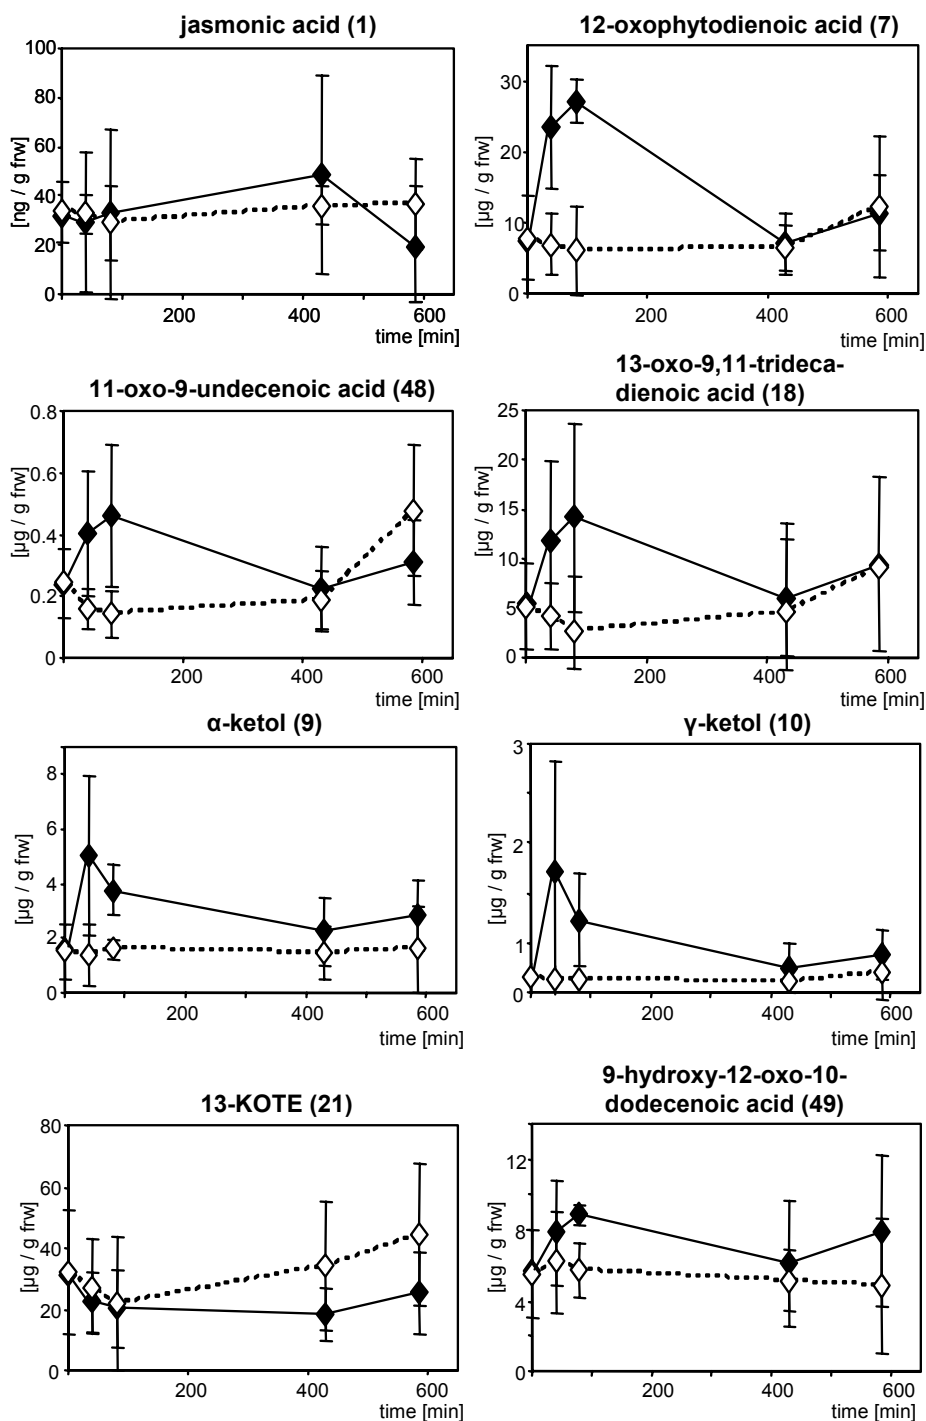 jasmonic acid (1)
100
80
60
40
20
0
[ng / g frw]
200
400
600
time [min]
12-oxophytodienoic acid (7)
30
20
10
0
[µg / g frw]
200
400
600
time [min]
11-oxo-9-undecenoic acid (48)
0.8
0.6
0.4
0.2
0
[µg / g frw]
200
400
600
time [min]
13-oxo-9,11-trideca-
dienoic acid (18)
25
20
15
10
5
0
[µg / g frw]
200
400
600
time [min]
α-ketol (9)
8
6
4
2
0
[µg / g frw]
200
400
600
time [min]
γ-ketol (10)
3
2
1
0
[µg / g frw]
200
400
600
time [min]
13-KOTE (21)
80
60
40
20
0
[µg / g frw]
200
400
600
time [min]
9-hydroxy-12-oxo-10-
dodecenoic acid (49)
12
8
4
0
[µg / g frw]
200
400
600
time [min]